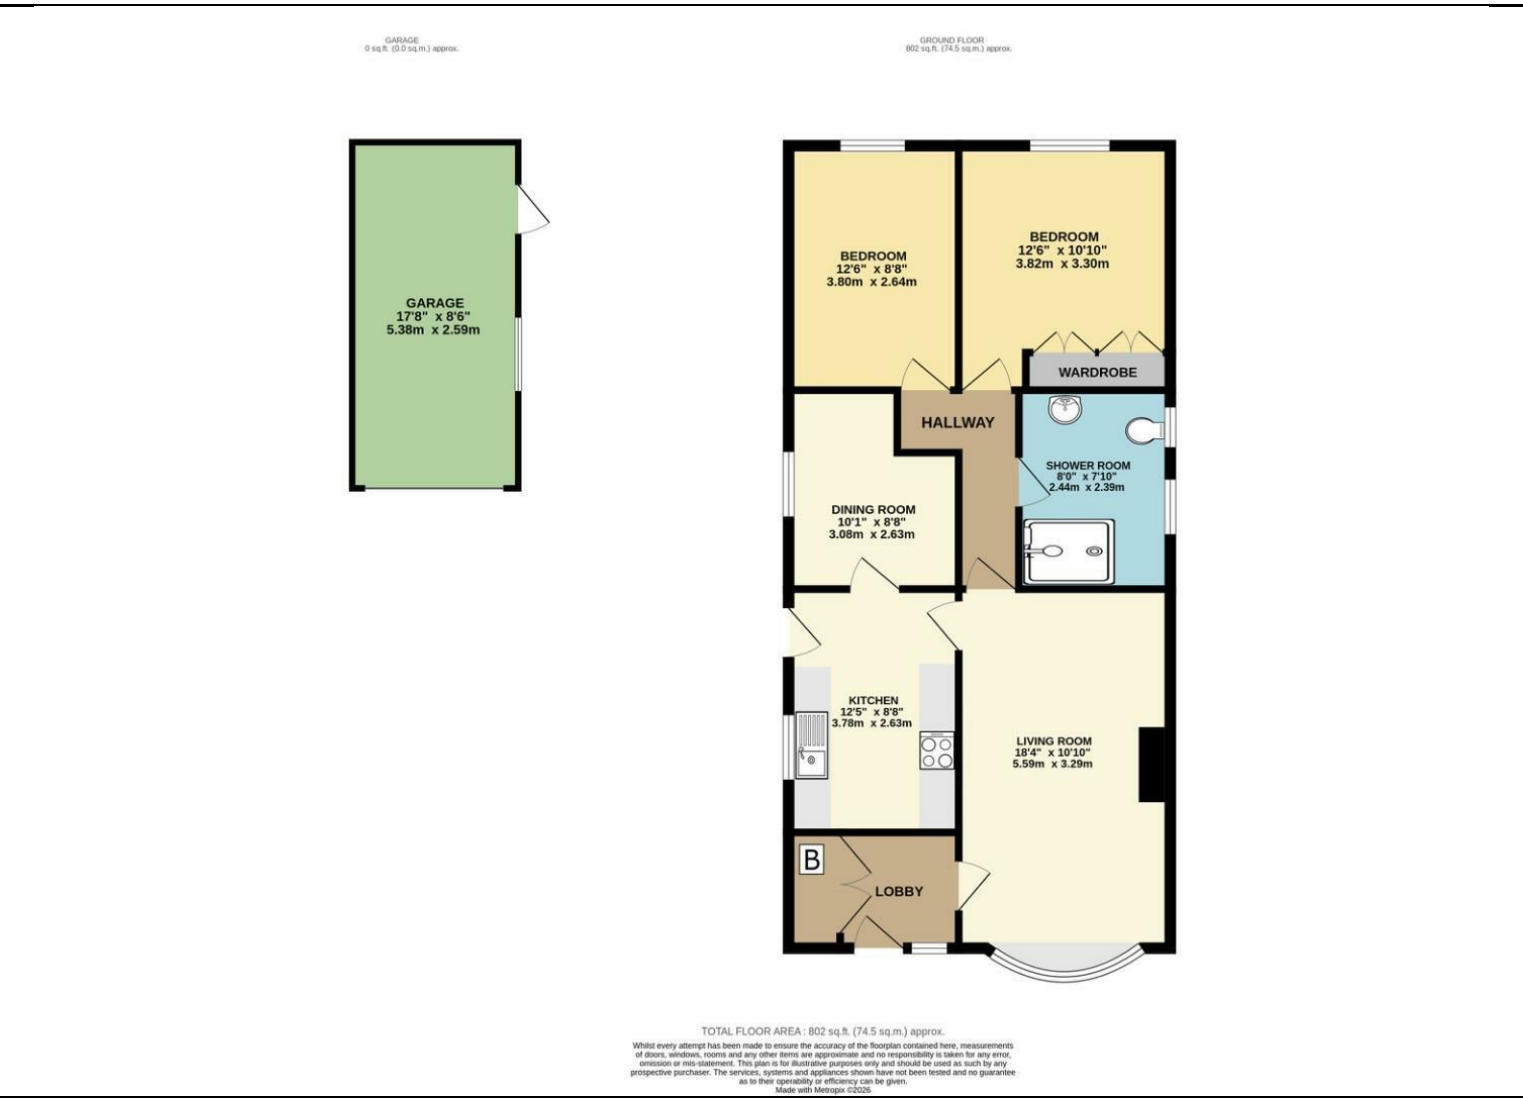 GARAGE
0 sq.ft. (0.0 sq.m.) approx.
GROUND FLOOR
802 sq.ft. (74.5 sq.m.) approx.
GARAGE
17'8" x 8'6"
5.38m x 2.59m
BEDROOM
12'6" x 8'8"
3.80m x 2.64m
BEDROOM
12'6" x 10'10"
3.82m x 3.30m
WARDROBE
HALLWAY
SHOWER ROOM
8'0" x 7'10"
2.44m x 2.39m
DINING ROOM
10'1" x 8'8"
3.08m x 2.63m
KITCHEN
12'5" x 8'8"
3.78m x 2.63m
LIVING ROOM
18'4" x 10'10"
5.59m x 3.29m
B
LOBBY
TOTAL FLOOR AREA : 802 sq.ft. (74.5 sq.m.) approx.
Whilst every attempt has been made to ensure the accuracy of the floorplan contained here, measurements
of doors, windows, rooms and any other items are approximate and no responsibility is taken for any error,
omission or mis-statement. This plan is for illustrative purposes only and should be used as such by any
prospective purchaser. The services, systems and appliances shown have not been tested and no guarantee
as to their operability or efficiency can be given.
Made with Metropix ©2026